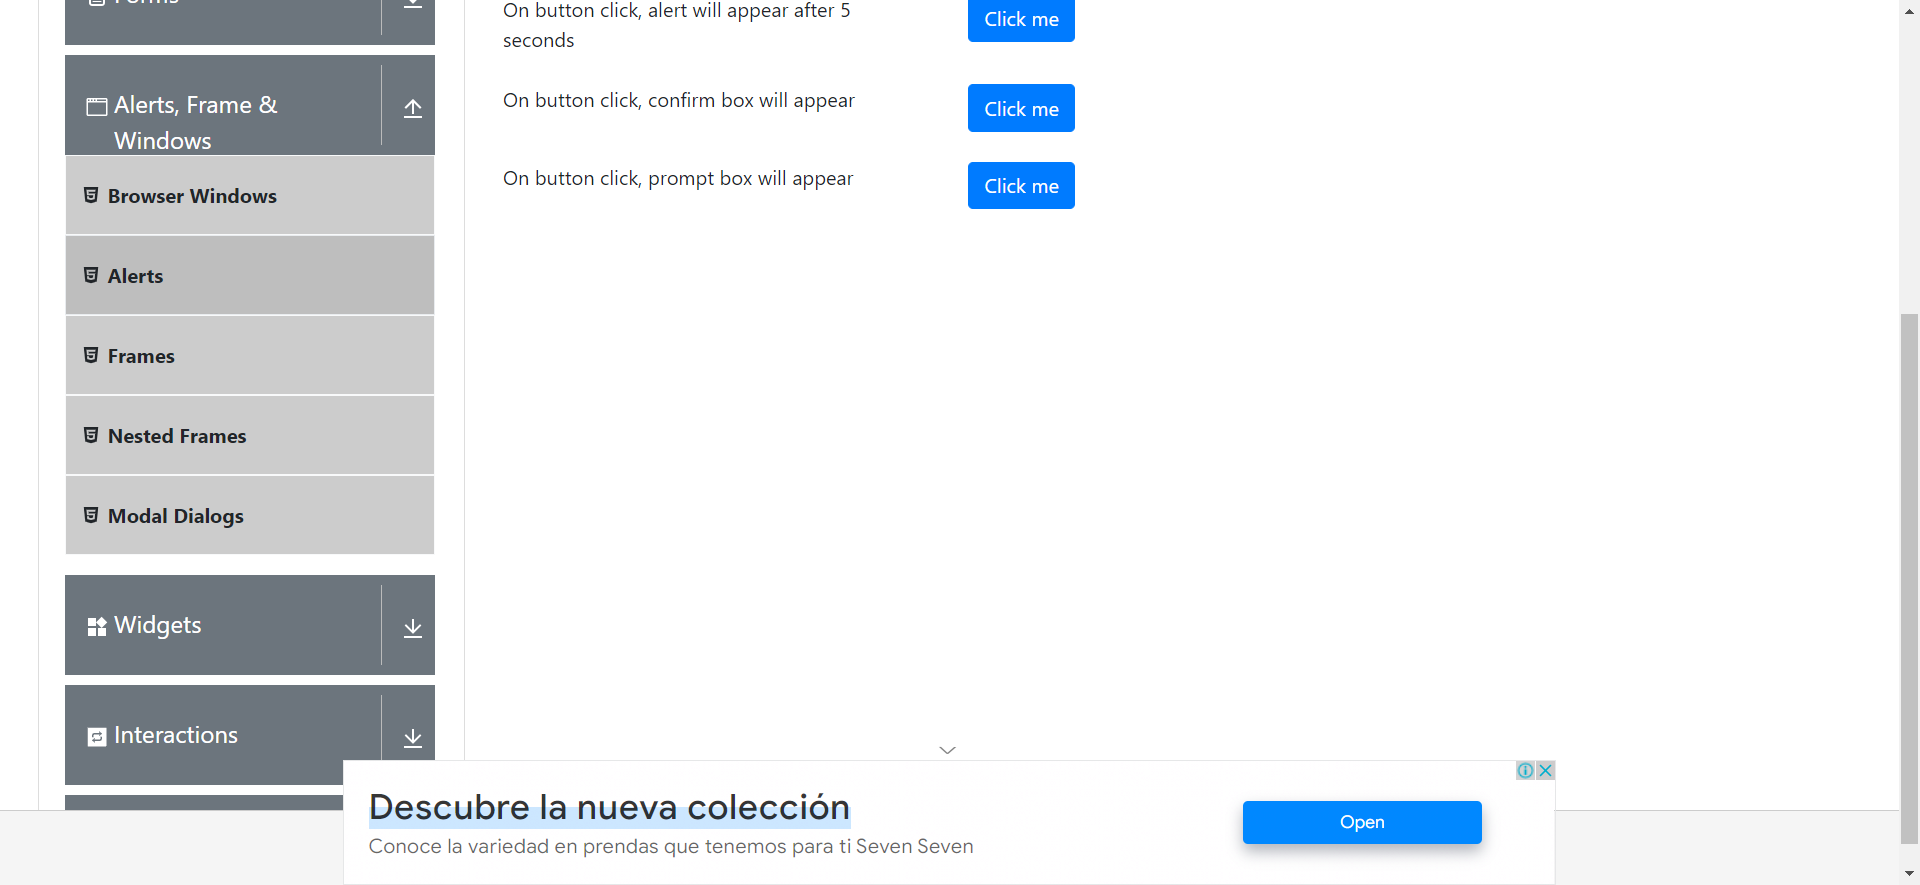 Forms
On button click, alert will appear after 5
seconds
Click me
Alerts, Frame &
Windows
On button click, confirm box will appear
Click me
On button click, prompt box will appear
Click me
Browser Windows
Alerts
Frames
Nested Frames
Modal Dialogs
Widgets
Interactions
Descubre la nueva colección
Conoce la variedad en prendas que tenemos para ti Seven Seven
Open